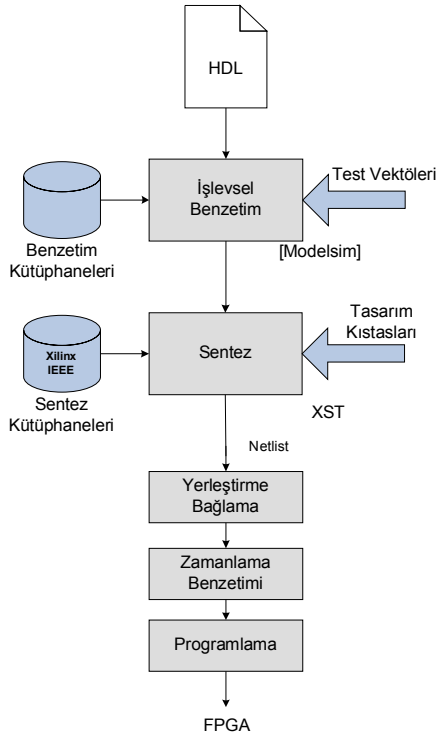 HDL
İşlevsel
Benzetim
Test Vektöleri
Benzetim
Kütüphaneleri
[Modelsim]
Tasarım
Kıstasları
Xilinx
IEEE
Sentez
Sentez
Kütüphaneleri
XST
Netlist
Yerleştirme
Bağlama
Zamanlama
Benzetimi
Programlama
FPGA